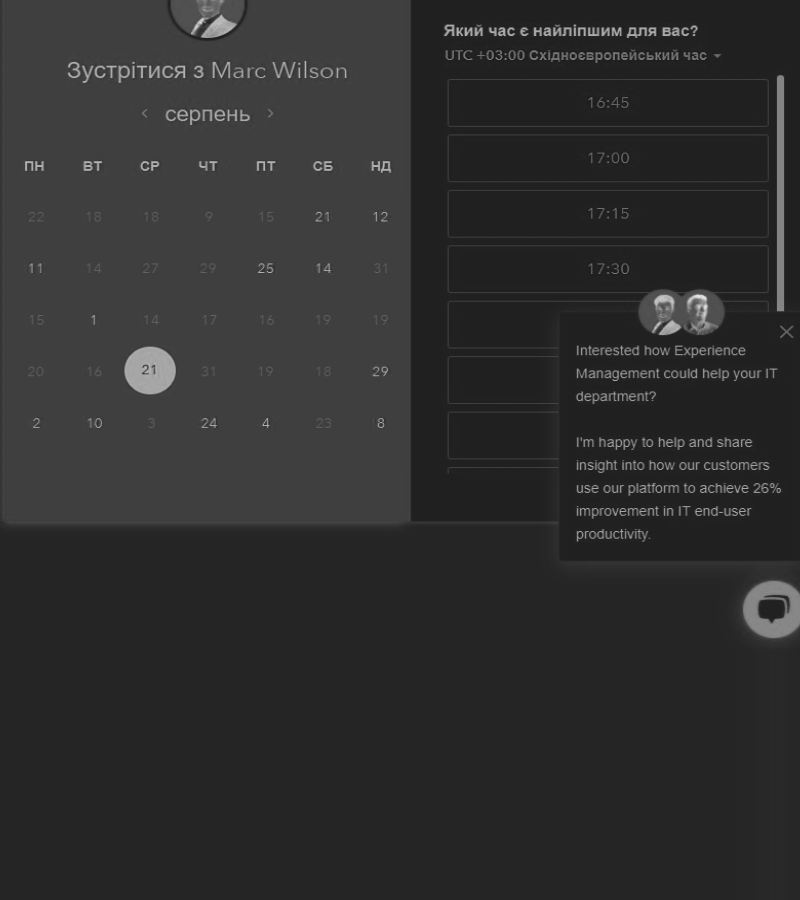 Зустрітися з Marc Wilson
серпень
ПН ВТ СР ЧТ ПТ СБ НД
22 18 18 9 15 21 12
11 14 27 29 25 14 31
15 1 14 17 16 19 19
20 16 21 31 19 18 29
2 10 3 24 4 23 8
Який час є найліпшим для вас?
UTC +03:00 Східноєвропейський час
16:45
17:00
17:15
17:30
Interested how Experience
Management could help your IT
department?
I'm happy to help and share
insight into how our customers
use our platform to achieve 26%
improvement in IT end-user
productivity.